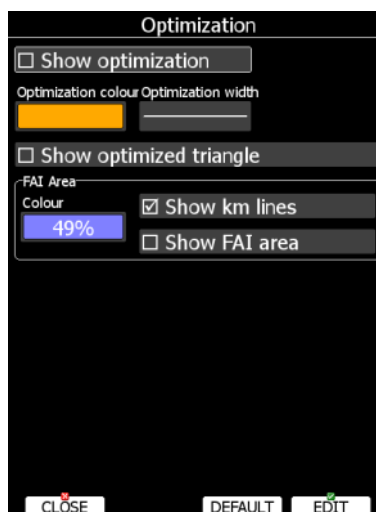 Optimization
Show optimization
Optimization colour Optimization width
Show optimized triangle
FAI Area
Colour
Show km lines
49%
Show FAI area
CLOSE DEFAULT EDIT